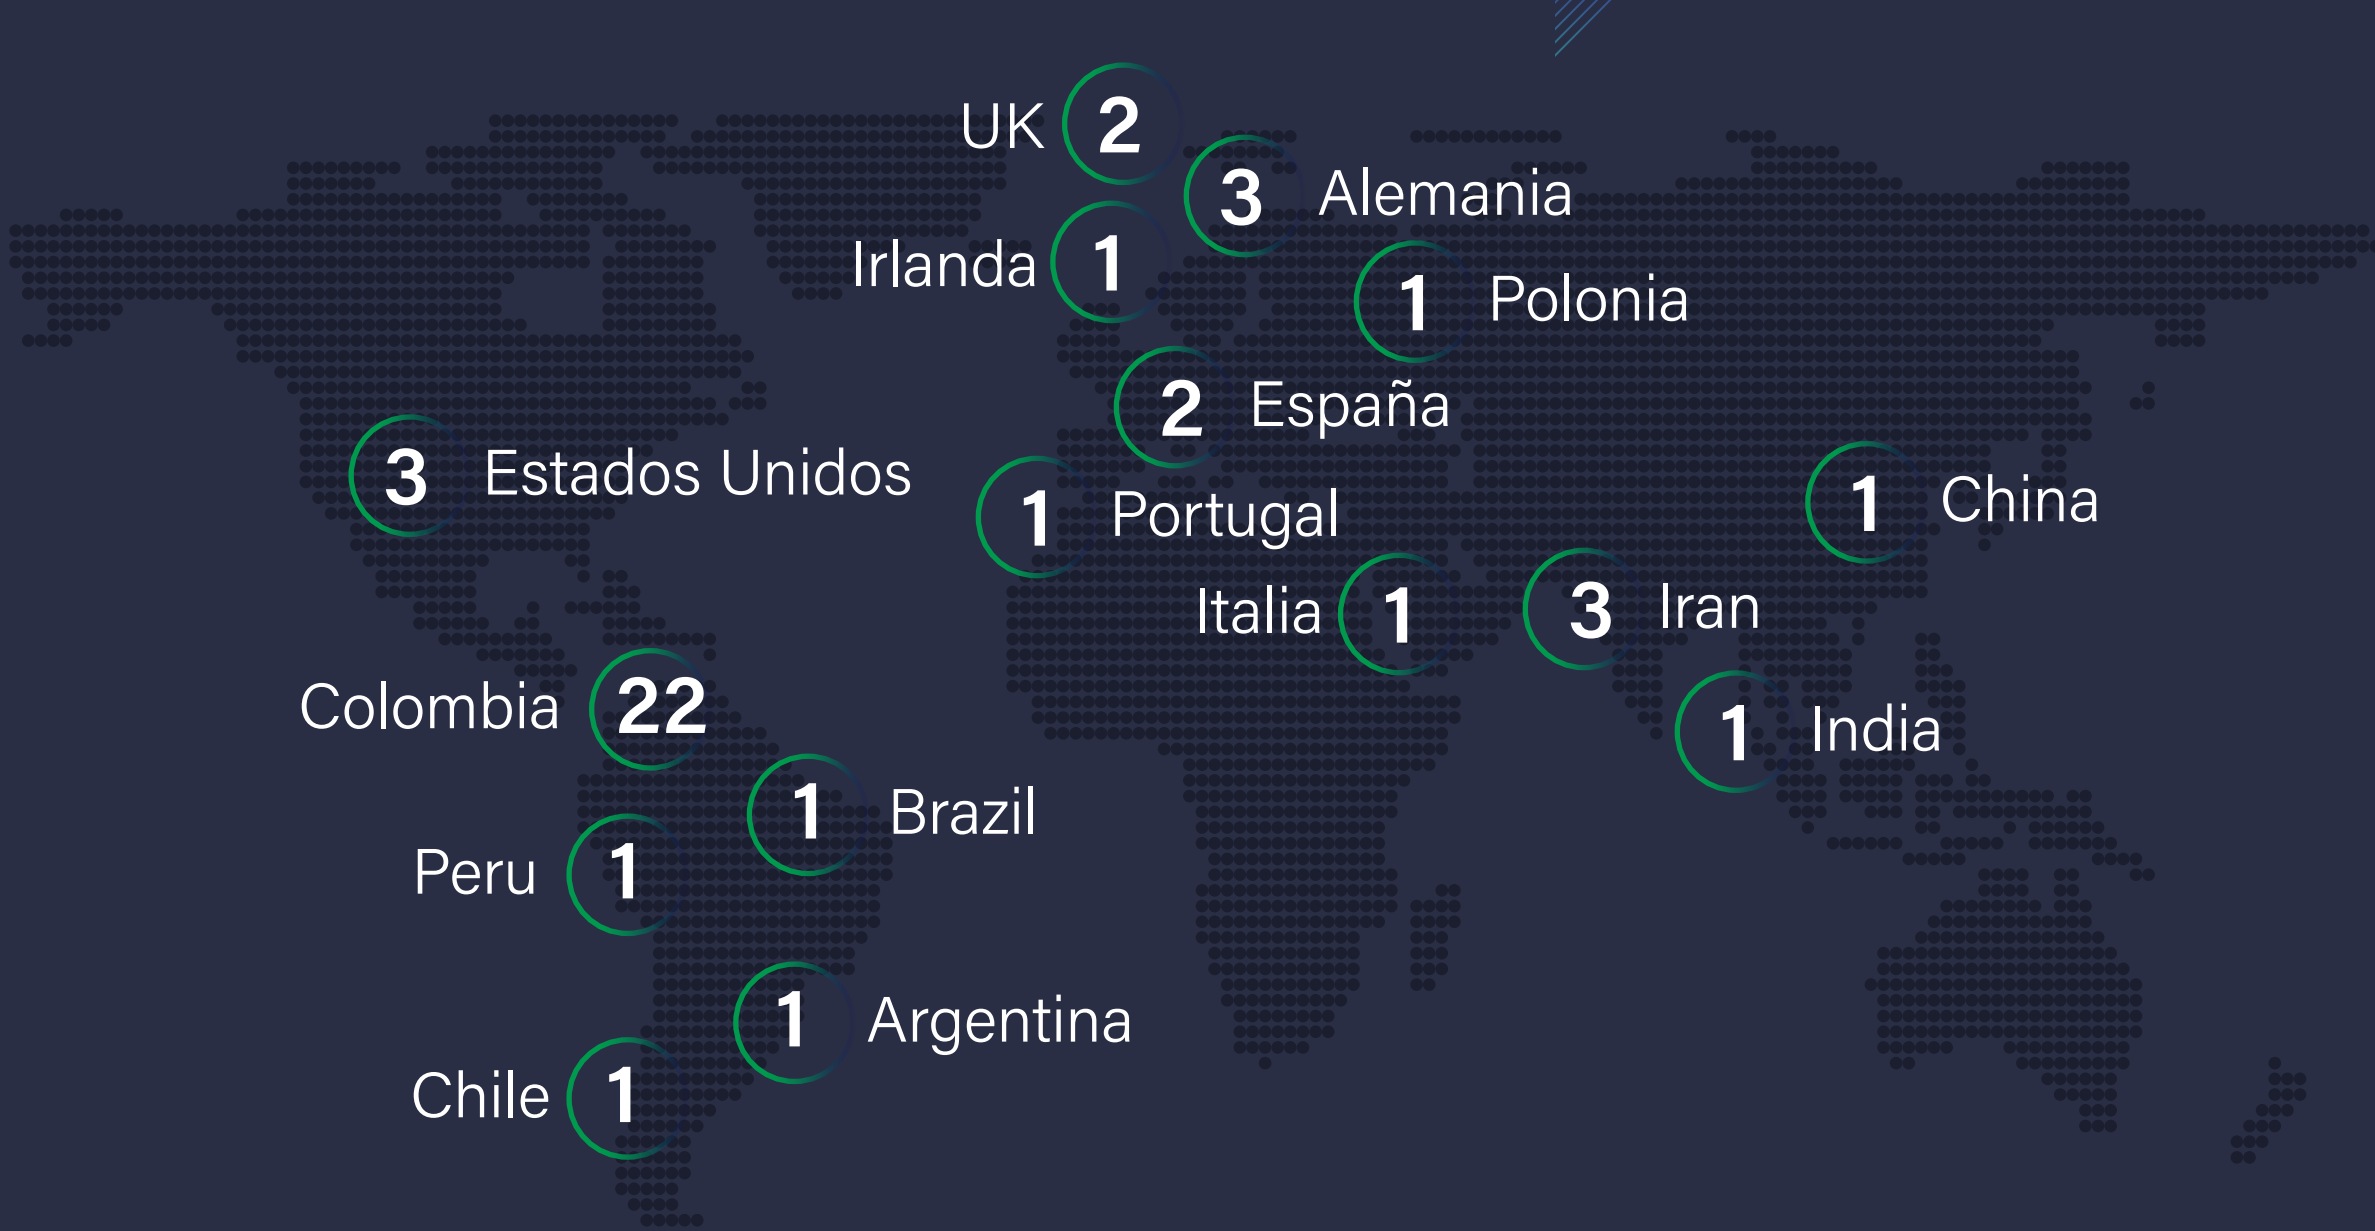 UK 2
3 Alemania
Irlanda 1
1 Polonia
2 España
3 Estados Unidos
1 Portugal
1 China
Italia 1
3 Iran
Colombia 22
1 India
1 Brazil
Peru 1
1 Argentina
Chile 1